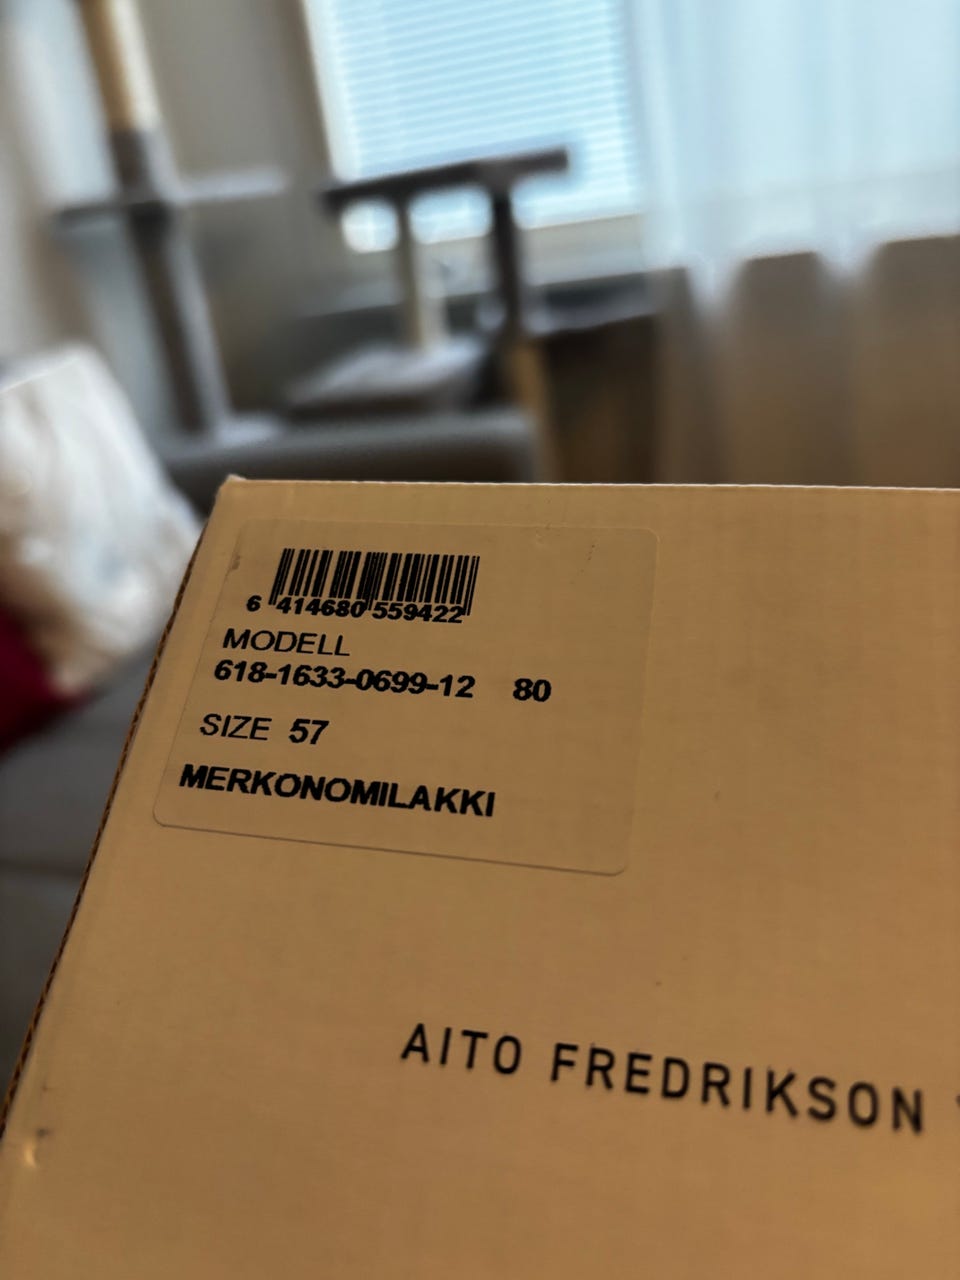 6 414680 559422
MODELL
618-1633-0699-12 80
SIZE 57
MERKONOMILAKKI
AITO FREDRIKSON